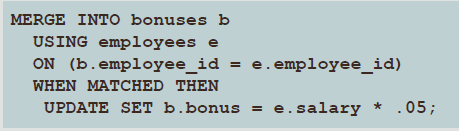 MERGE INTO bonuses b
USING employees e
ON (b.employee_id = e.employee_id)
WHEN MATCHED THEN
UPDATE SET b.bonus = e.salary * .05;